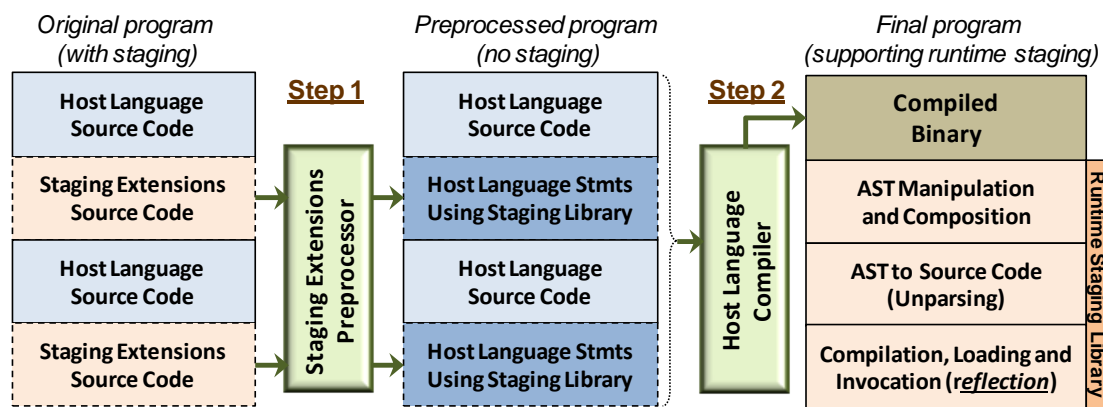 Original program
(with staging)
Host Language
Source Code
Staging Extensions
Source Code
Host Language
Source Code
Staging Extensions
Source Code
Step 1
Staging Extensions
Preprocessor
Preprocessed program
(no staging)
Host Language
Source Code
Host Language Stmts
Using Staging Library
Host Language
Source Code
Host Language Stmts
Using Staging Library
Step 2
Host Language
Compiler
Final program
(supporting runtime staging)
Compiled
Binary
AST Manipulation
and Composition
AST to Source Code
(Unparsing)
Compilation, Loading and
Invocation (reflection)
Runtime Staging Library